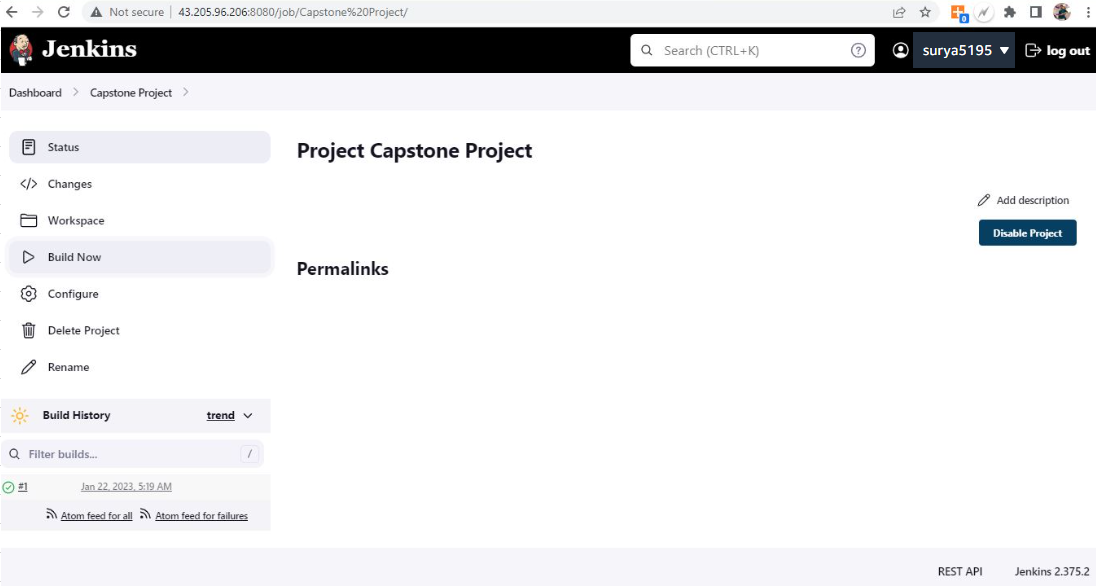 Not secure 43.205.96.206:8080/job/Capstone%20Project/
0
Jenkins Search (CTRL+K) ? surya5195 log out
Dashboard Capstone Project
Status
Changes
Workspace
Build Now
Configure
Delete Project
Rename
Project Capstone Project
Add description
Disable Project
Permalinks
Build History trend
Filter builds... /
#1 Jan 22, 2023, 5:19 AM
Atom feed for all Atom feed for failures
REST API Jenkins 2.375.2